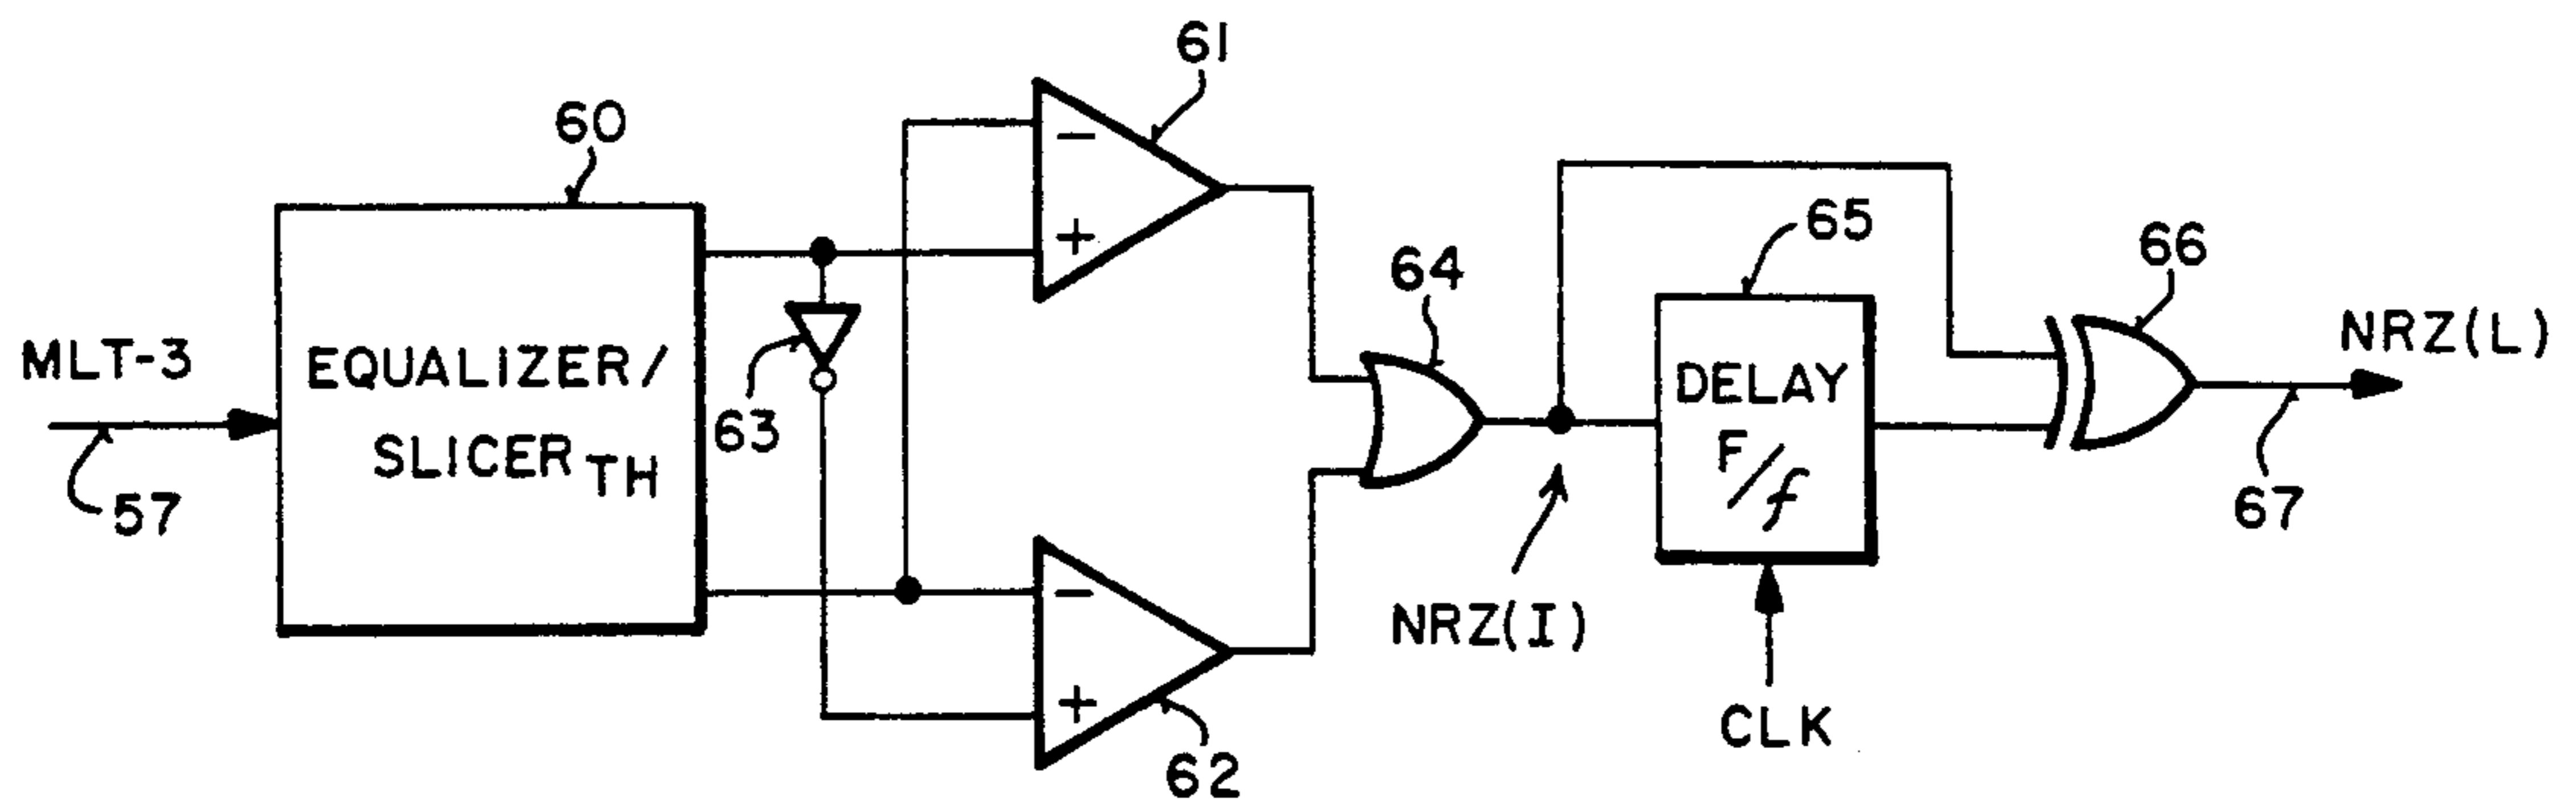 61
60
65
66
64
MLT-3
EQUALIZER/
SLICER TH
63
57
−
+
−
+
DELAY
F/f
NRZ(L)
67
NRZ(I)
CLK
62